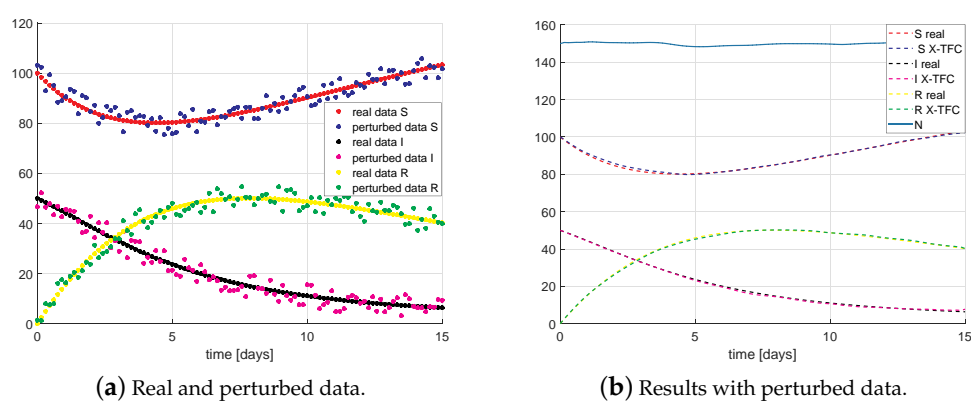 120
100
80
60
40
20
0
0 5 10 15
time [days]
real data S
perturbed data S
real data I
perturbed data I
real data R
perturbed data R
(a) Real and perturbed data.
160
140
120
100
80
60
40
20
0
0 5 10 15
time [days]
S real
S X-TFC
I real
I X-TFC
R real
R X-TFC
N
(b) Results with perturbed data.